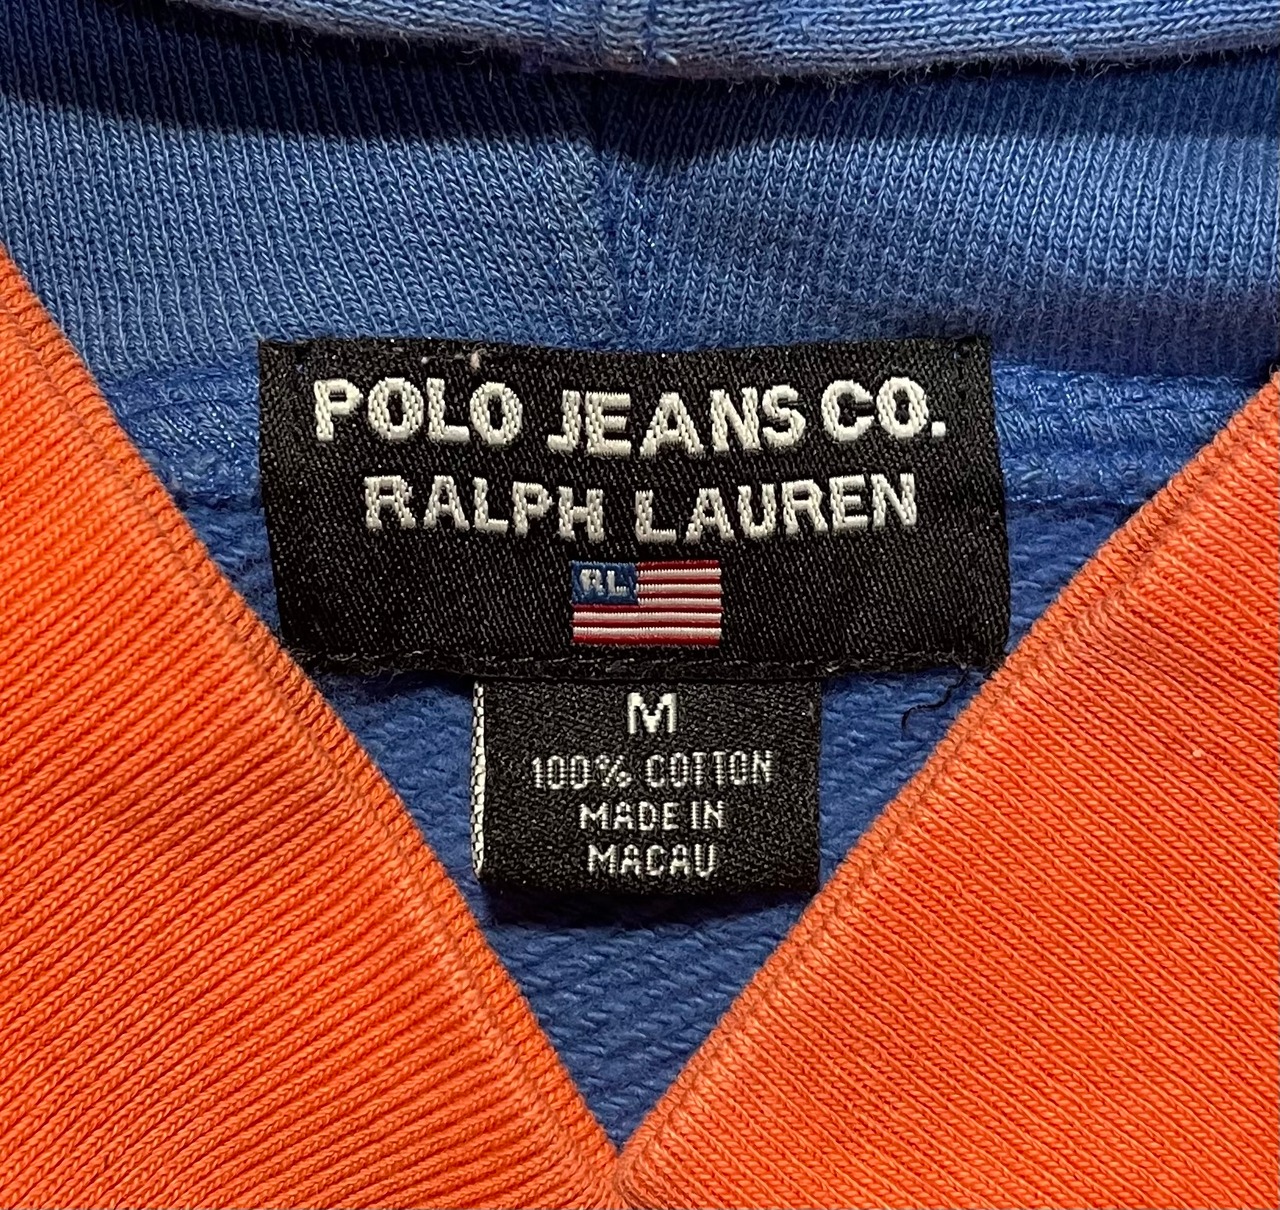 POLO JEANS CO.
RALPH LAUREN
RL
M
100% COTTON
MADE IN
MACAU